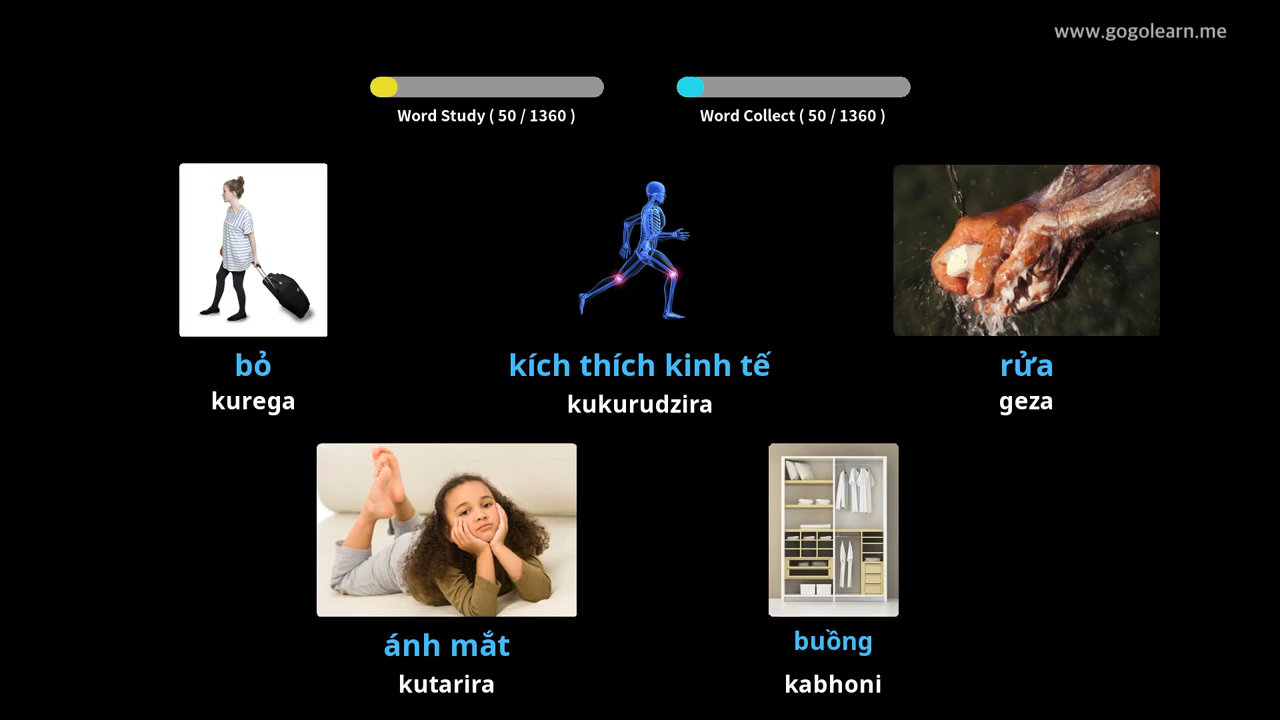 www.gogolearn.me
Word Study ( 50 / 1360 )
Word Collect ( 50 / 1360 )
bỏ
kurega
kích thích kinh tế
kukurudzira
rửa
geza
ánh mắt
kutarira
buồng
kabhoni